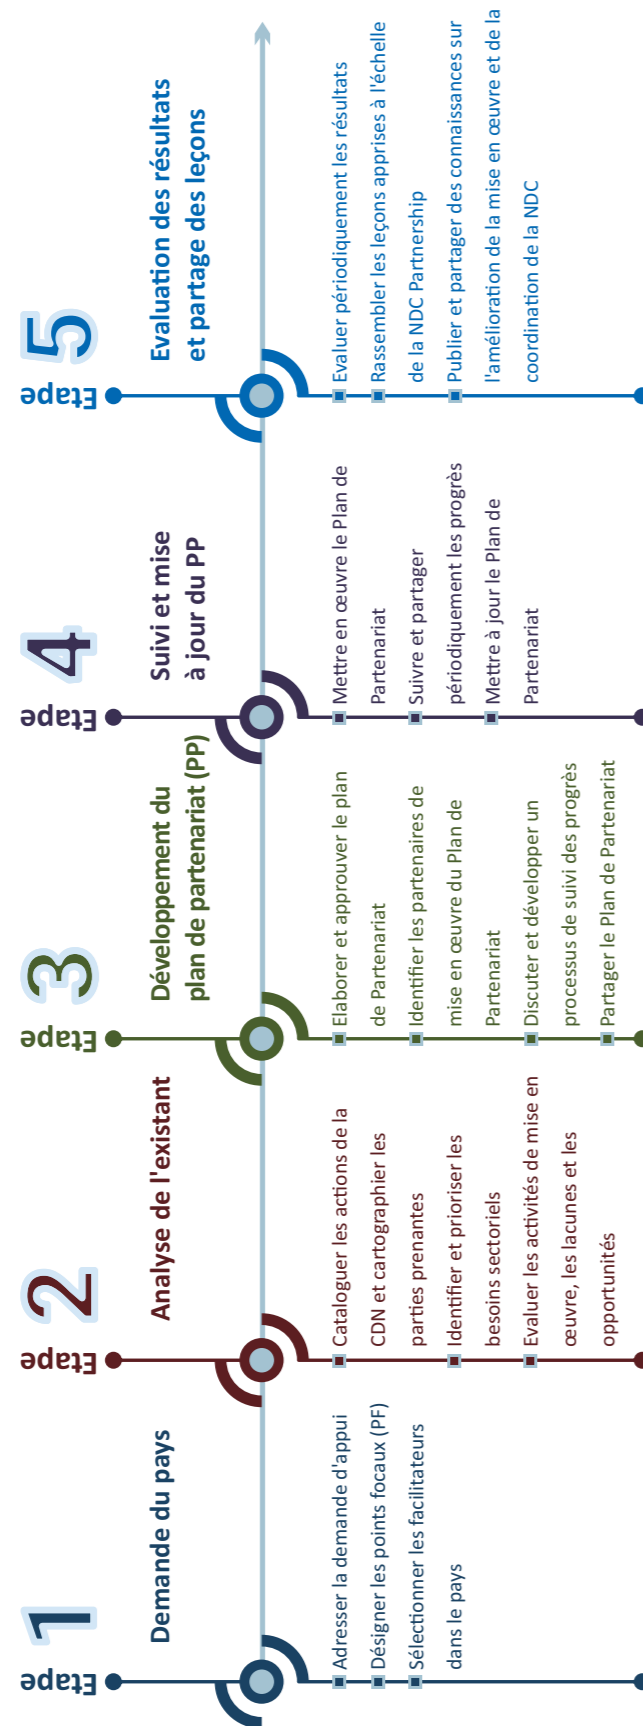 Etape
1
Demande du pays
Adresser la demande d'appui
Désigner les points focaux (PF)
Sélectionner les facilitateurs
dans le pays
Etape
2
Analyse de l'existant
Cataloguer les actions de la
CDN et cartographier les
parties prenantes
Identifier et prioriser les
besoins sectoriels
Evaluer les activités de mise en
œuvre, les lacunes et les
opportunités
Etape
3
Développement du
plan de partenariat (PP)
Elaborer et approuver le plan
de Partenariat
Identifier les partenaires de
mise en œuvre du Plan de
Partenariat
Discuter et développer un
processus de suivi des progrès
Partager le Plan de Partenariat
Etape
4
Suivi et mise
à jour du PP
Mettre en œuvre le Plan de
Partenariat
Suivre et partager
périodiquement les progrès
Mettre à jour le Plan de
Partenariat
Etape
5
Evaluation des résultats
et partage des leçons
Evaluer périodiquement les résultats
Rassembler les leçons apprises à l'échelle
de la NDC Partnership
Publier et partager des connaissances sur
l'amélioration de la mise en œuvre et de la
coordination de la NDC